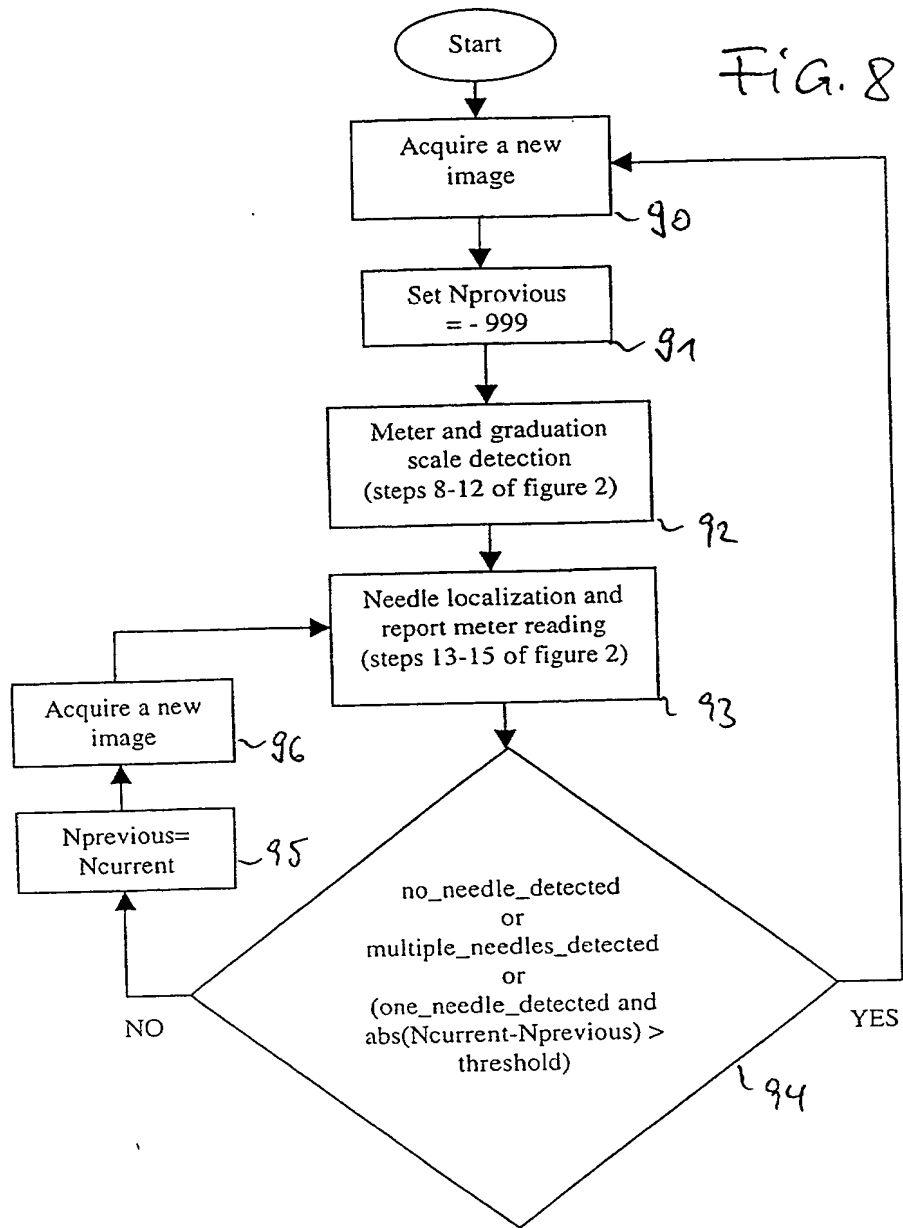 Start
FiG. 8
Acquire a new
image
90
Set Nprovious
= - 999
91
Meter and graduation
scale detection
(steps 8-12 of figure 2)
92
Needle localization and
report meter reading
(steps 13-15 of figure 2)
93
Acquire a new
image
96
Nprevious=
Ncurrent
95
no_needle_detected
or
multiple_needles_detected
or
(one_needle_detected and
abs(Ncurrent-Nprevious) >
threshold)
NO
YES
94